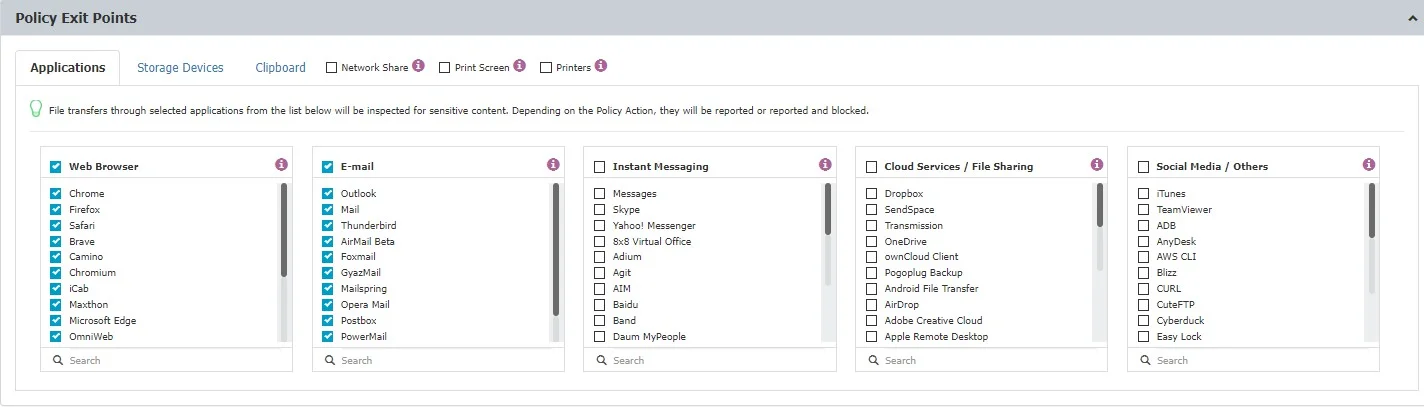 Policy Exit Points
Applications Storage Devices Clipboard Network Share Print Screen Printers
File transfers through selected applications from the list below will be inspected for sensitive content. Depending on the Policy Action, they will be reported or reported and blocked.
Web Browser
Chrome
Firefox
Safari
Brave
Camino
Chromium
iCab
Maxthon
Microsoft Edge
OmniWeb
Search
E-mail
Outlook
Mail
Thunderbird
AirMail Beta
Foxmail
GyazMail
Mailspring
Opera Mail
Postbox
PowerMail
Search
Instant Messaging
Messages
Skype
Yahoo! Messenger
8x8 Virtual Office
Adium
Agit
AIM
Baidu
Band
Daum MyPeople
Search
Cloud Services / File Sharing
Dropbox
SendSpace
Transmission
OneDrive
ownCloud Client
Pogoplug Backup
Android File Transfer
AirDrop
Adobe Creative Cloud
Apple Remote Desktop
Search
Social Media / Others
iTunes
TeamViewer
ADB
AnyDesk
AWS CLI
Blizz
CURL
CuteFTP
Cyberduck
Easy Lock
Search